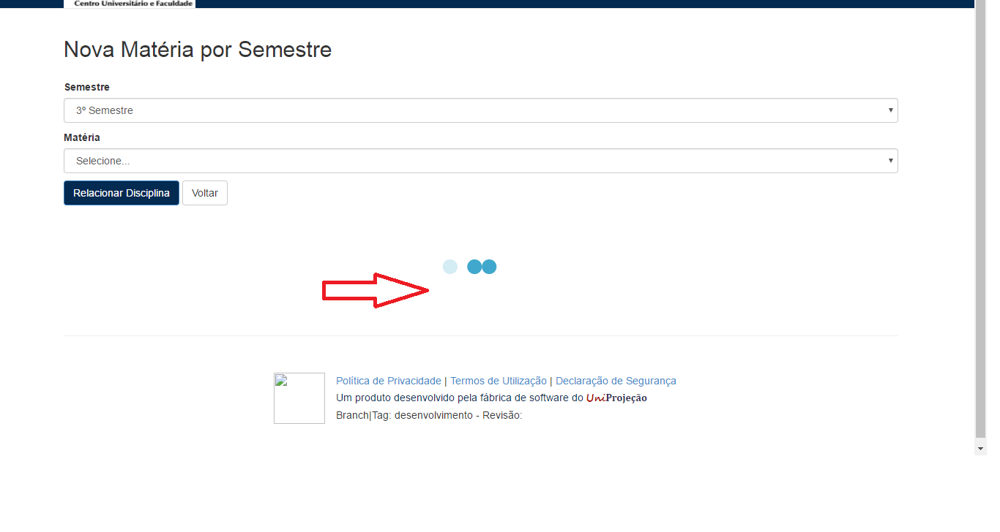 Centro Universitário e Faculdade
Nova Matéria por Semestre
Semestre
3º Semestre
Matéria
Selecione...
Relacionar Disciplina Voltar
Política de Privacidade | Termos de Utilização | Declaração de Segurança
Um produto desenvolvido pela fábrica de software do UniProjeção
Branch|Tag: desenvolvimento - Revisão: